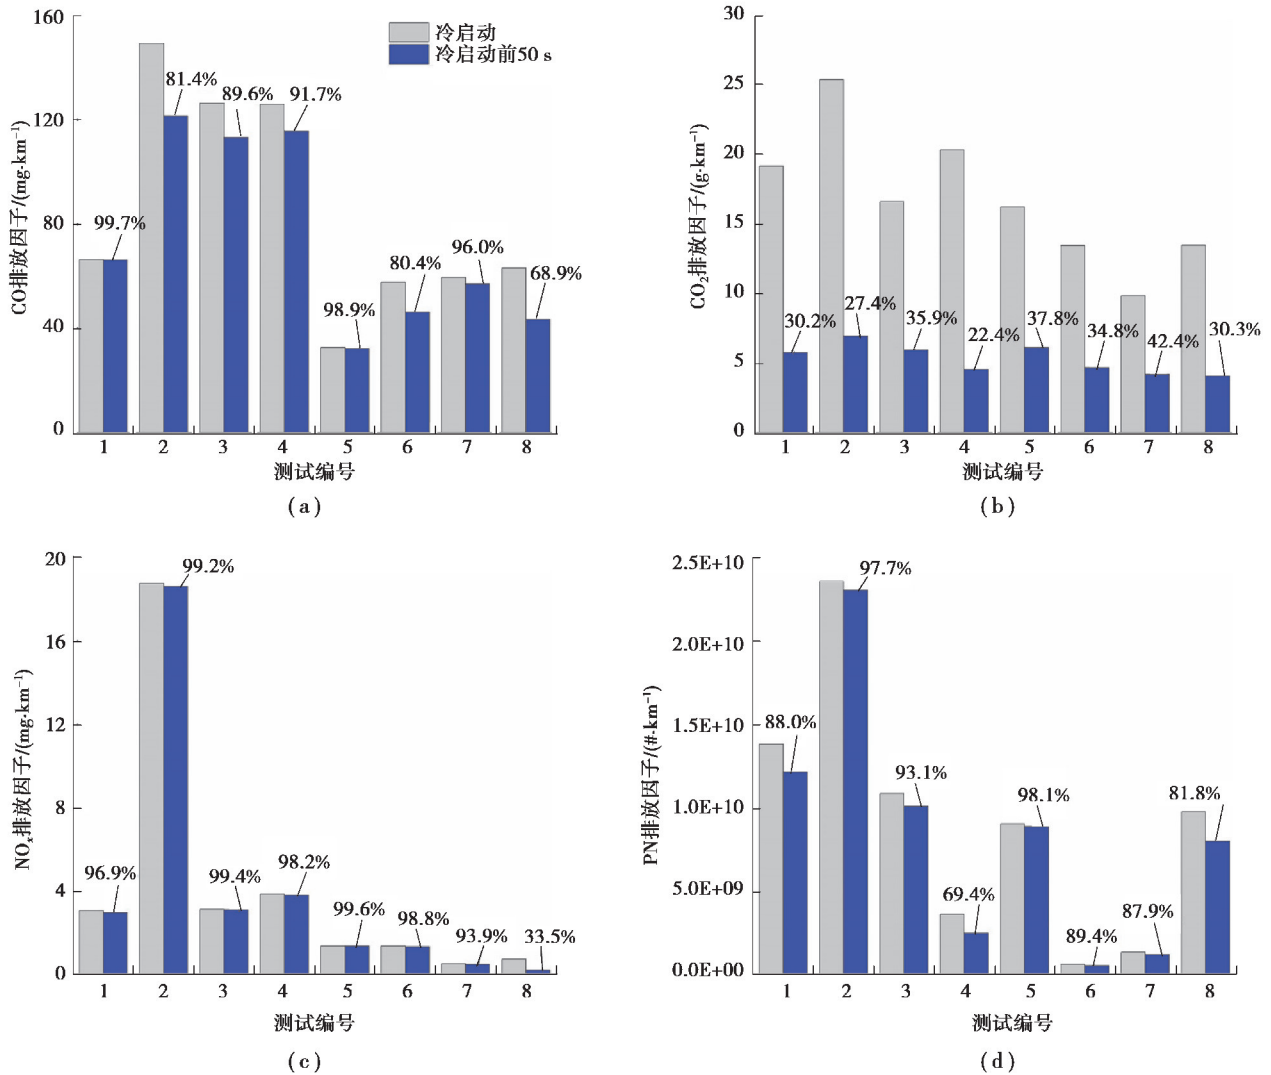 160
120
80
40
0
CO排放因子/(mg·km⁻¹)
冷启动
冷启动前50 s
99.7%
81.4%
89.6%
91.7%
98.9%
80.4%
96.0%
68.9%
1 2 3 4 5 6 7 8
测试编号
(a)
30
25
20
15
10
5
0
CO₂排放因子/(g·km⁻¹)
30.2%
27.4%
35.9%
22.4%
37.8%
34.8%
42.4%
30.3%
1 2 3 4 5 6 7 8
测试编号
(b)
20
16
12
8
4
0
NOₓ排放因子/(mg·km⁻¹)
96.9%
99.2%
99.4%
98.2%
99.6%
98.8%
93.9%
33.5%
1 2 3 4 5 6 7 8
测试编号
(c)
2.5E+10
2.0E+10
1.5E+10
1.0E+10
5.0E+09
0.0E+00
PN排放因子/(#·km⁻¹)
88.0%
97.7%
93.1%
69.4%
98.1%
89.4%
87.9%
81.8%
1 2 3 4 5 6 7 8
测试编号
(d)